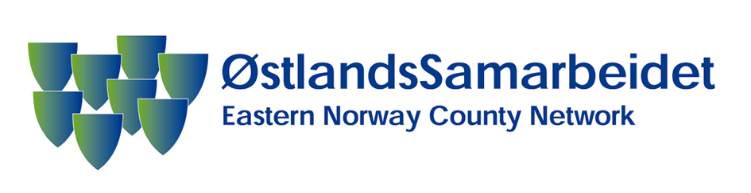 ØstlandsSamarbeidet
Eastern Norway County Network